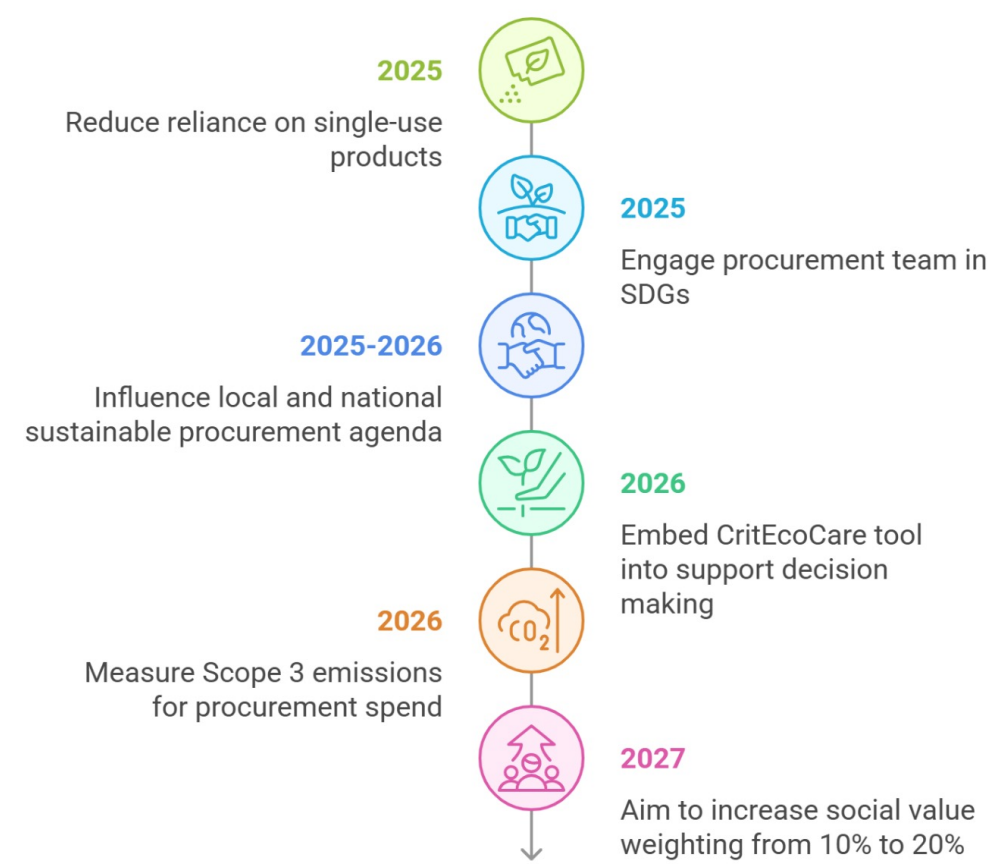 2025
Reduce reliance on single-use
products
2025
Engage procurement team in
SDGs
2025-2026
Influence local and national
sustainable procurement agenda
2026
Embed CritEcoCare tool
into support decision
making
2026
Measure Scope 3 emissions
for procurement spend
CO2
2027
Aim to increase social value
weighting from 10% to 20%